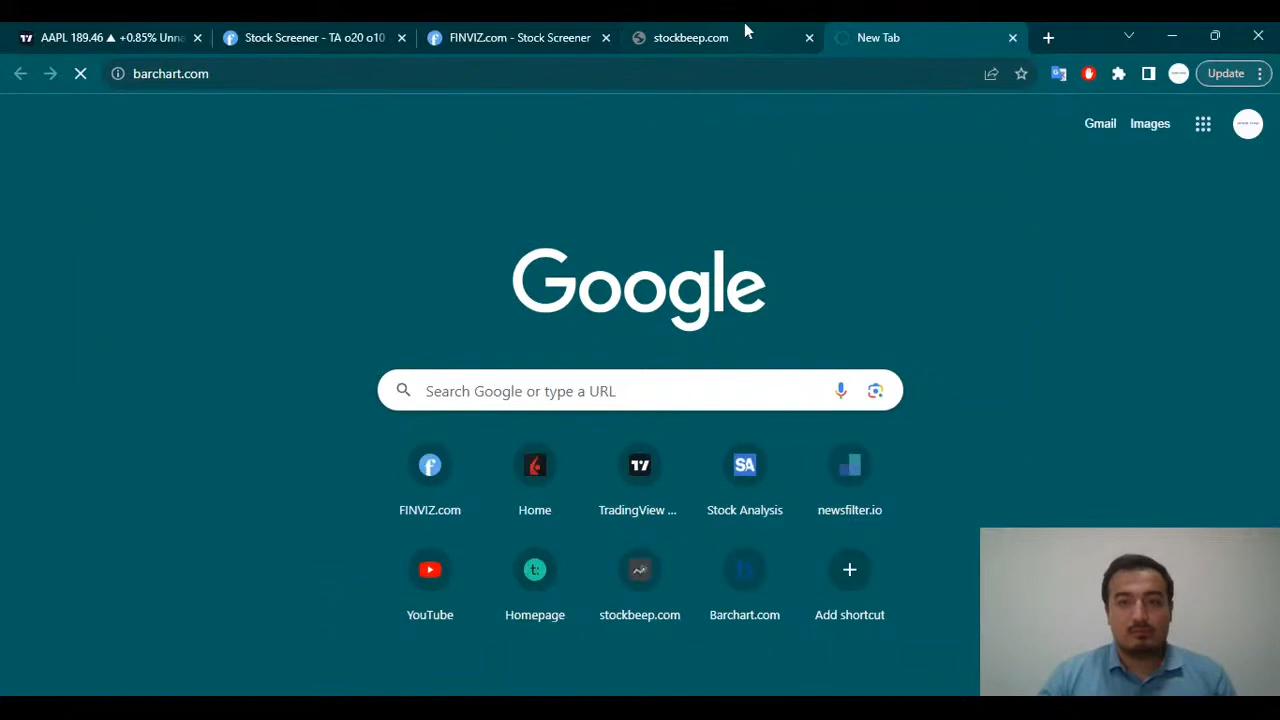 AAPL 189.46 ▲ +0.85% Unna
Stock Screener - TA o20 o10
FINVIZ.com - Stock Screener
stockbeep.com
New Tab
barchart.com
Update
Gmail
Images
Google
Search Google or type a URL
FINVIZ.com
Home
TradingView ...
Stock Analysis
newsfilter.io
YouTube
Homepage
stockbeep.com
Barchart.com
Add shortcut